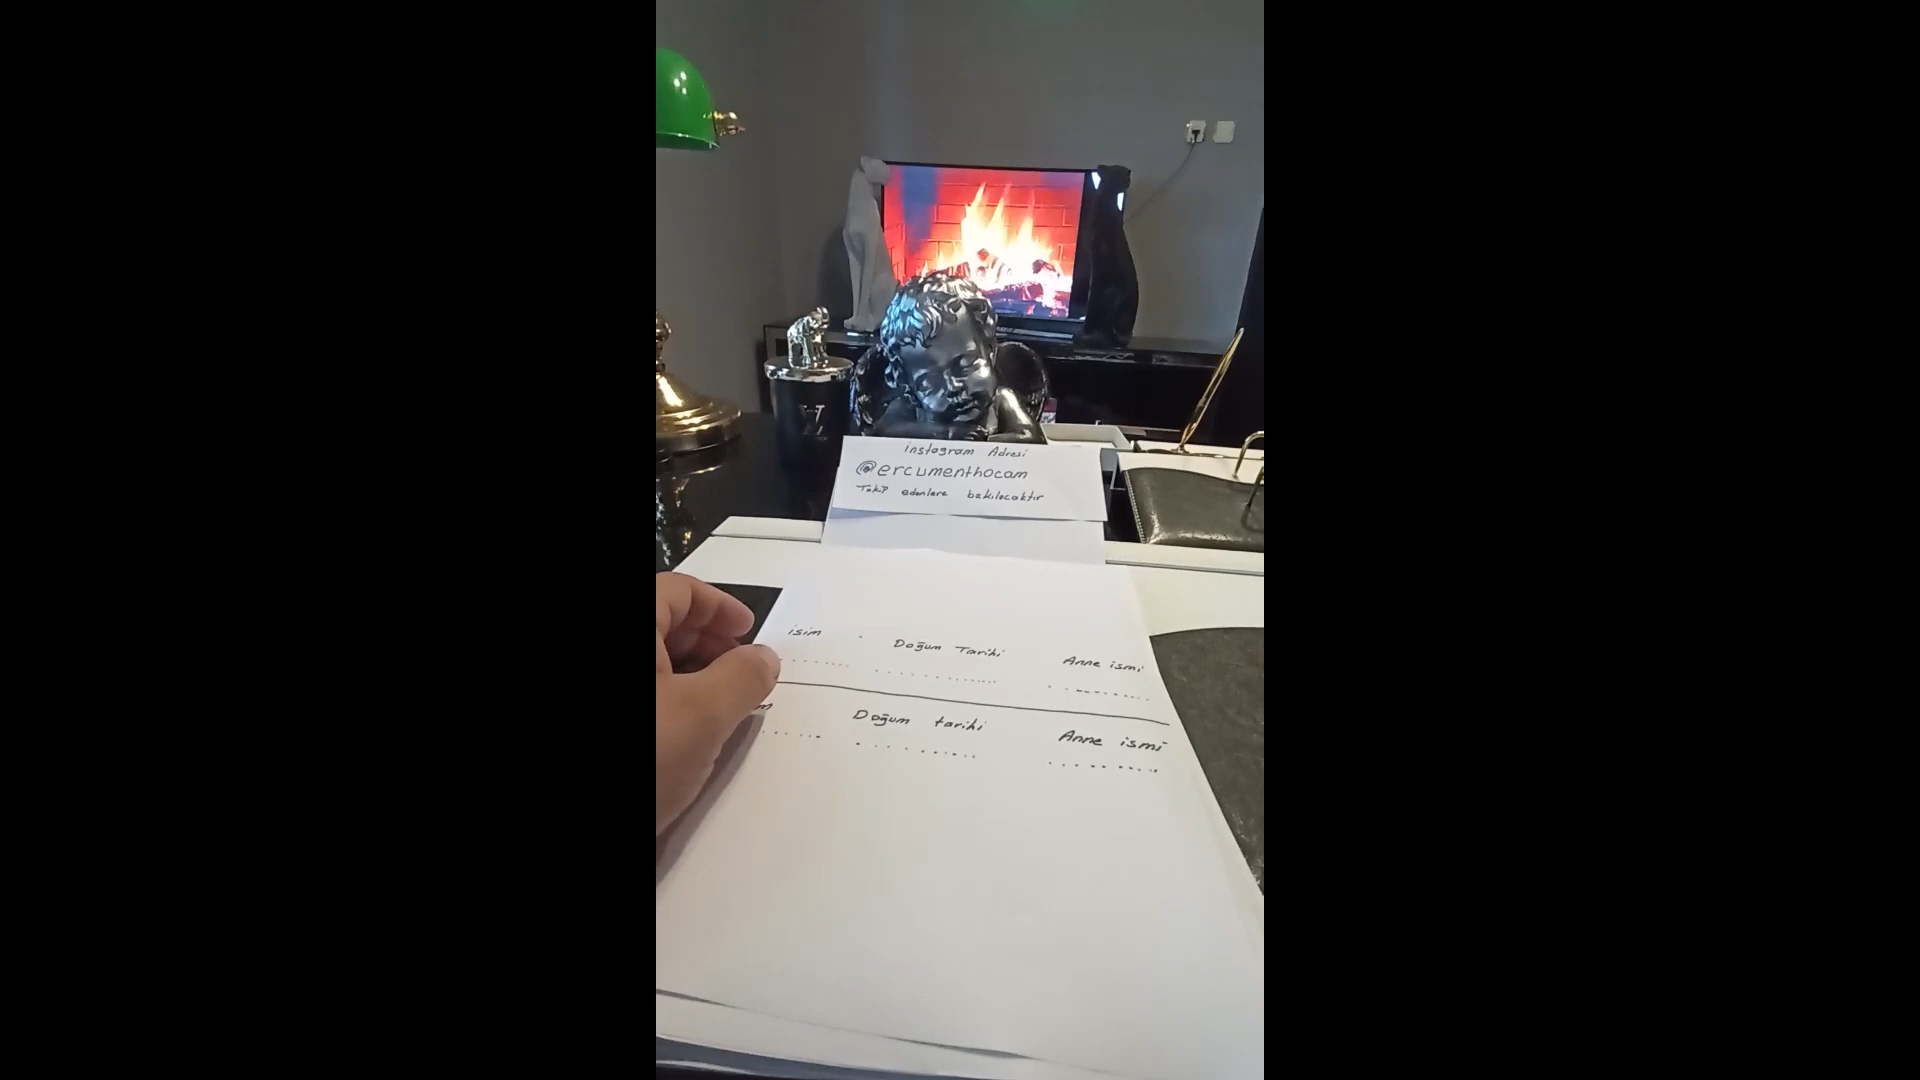 instagram Adresi
@ercumenthocam
Takip edenlere bakılacaktır
isim Doğum Tarihi Anne ismi
Doğum tarihi Anne ismi